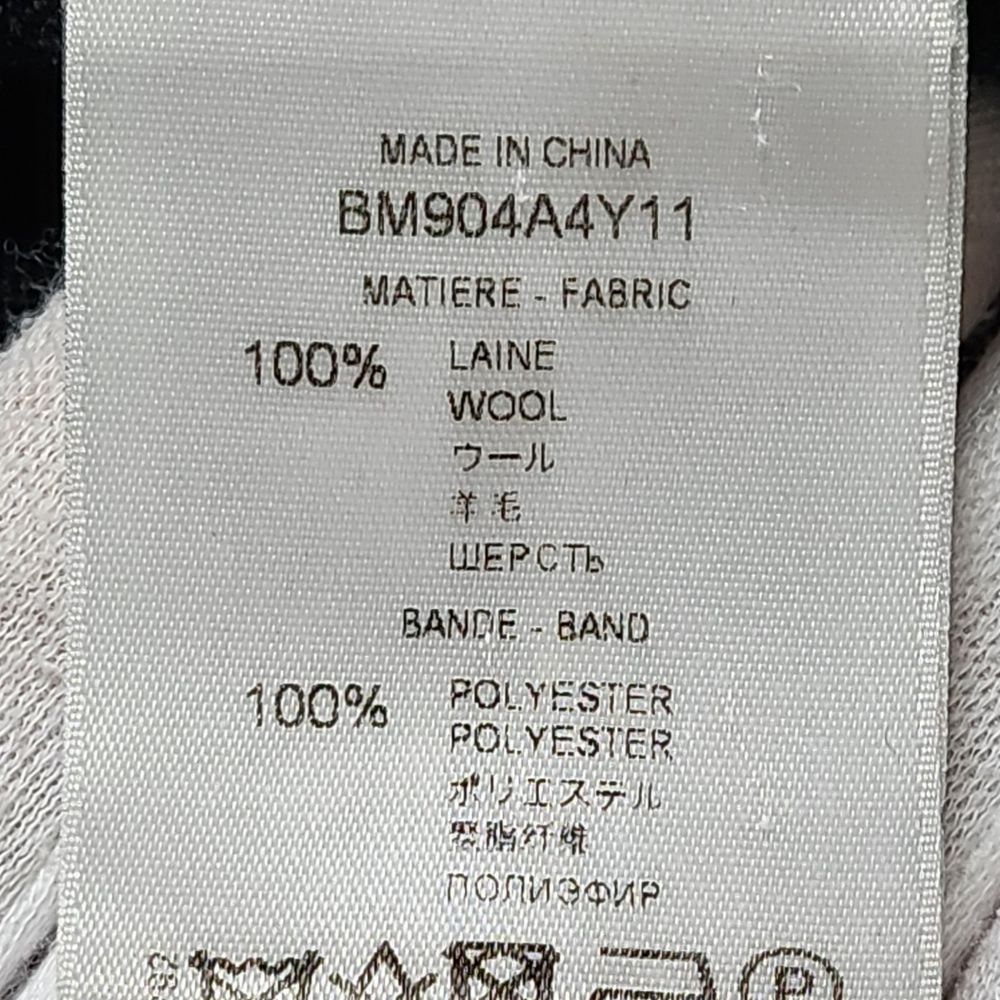 MADE IN CHINA
BM904A4Y11
MATIERE - FABRIC
100% LAINE
WOOL
ウール
羊毛
ШЕРСТЬ
BANDE - BAND
100% POLYESTER
POLYESTER
ポリエステル
聚脂纤维
ПОЛИЭФИР
P